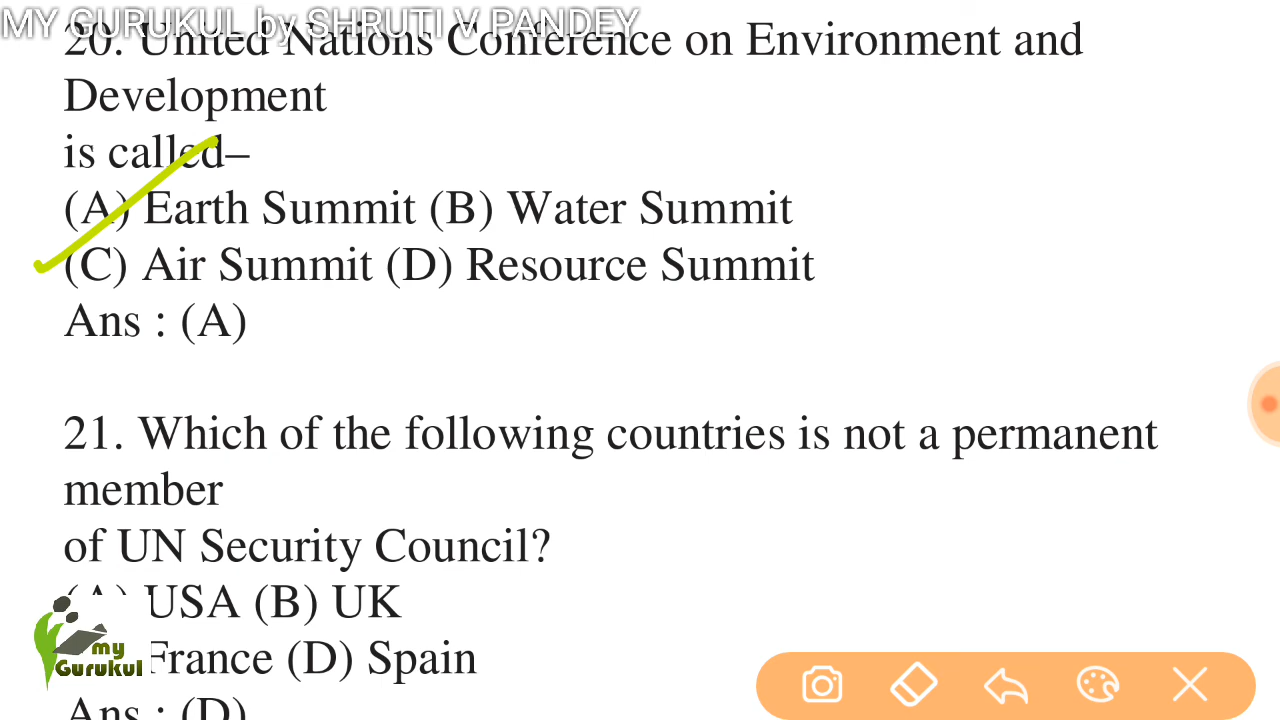 MY GURUKUL by SHRUTI V PANDEY
20. United Nations Conference on Environment and
Development
is called–
(A) Earth Summit (B) Water Summit
(C) Air Summit (D) Resource Summit
Ans : (A)
21. Which of the following countries is not a permanent
member
of UN Security Council?
(A) USA (B) UK
France (D) Spain
Ans : (D)
my
Gurukul